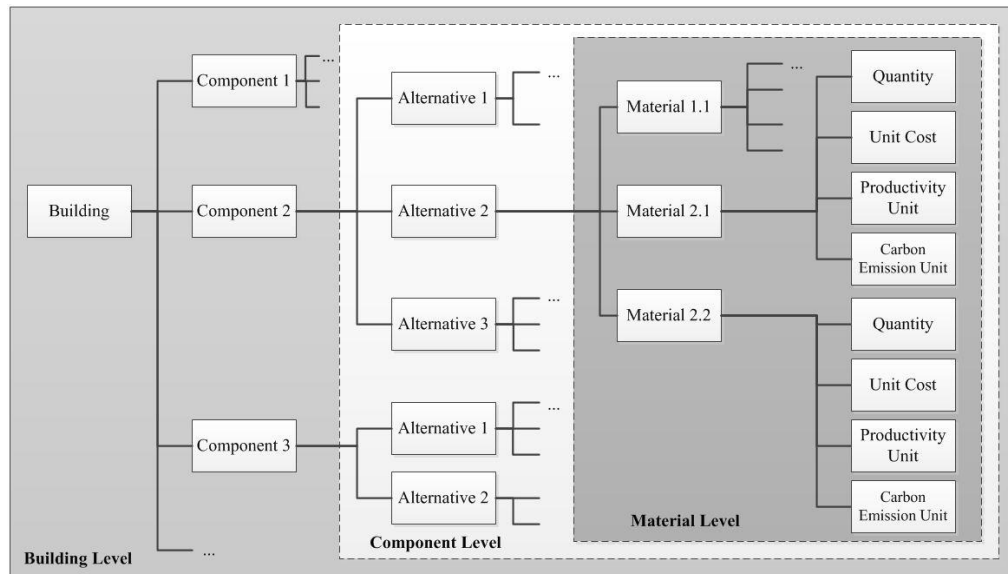 Building
Component 1
...
Component 2
Component 3
...
Building Level
Alternative 1
...
Alternative 2
Alternative 3
...
Alternative 1
...
Alternative 2
Component Level
Material 1.1
...
Material 2.1
Material 2.2
Material Level
Quantity
Unit Cost
Productivity
Unit
Carbon
Emission Unit
Quantity
Unit Cost
Productivity
Unit
Carbon
Emission Unit